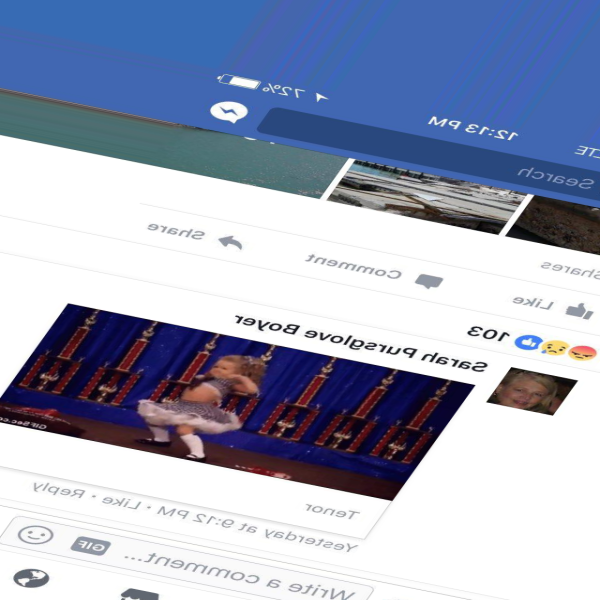 LTE 12:13 PM 72%
Search
Shares
Like Comment Share
103
Sarah Pursglove Boyer
Tenor
Yesterday at 9:12 PM • Like • Reply
Write a comment... GIF